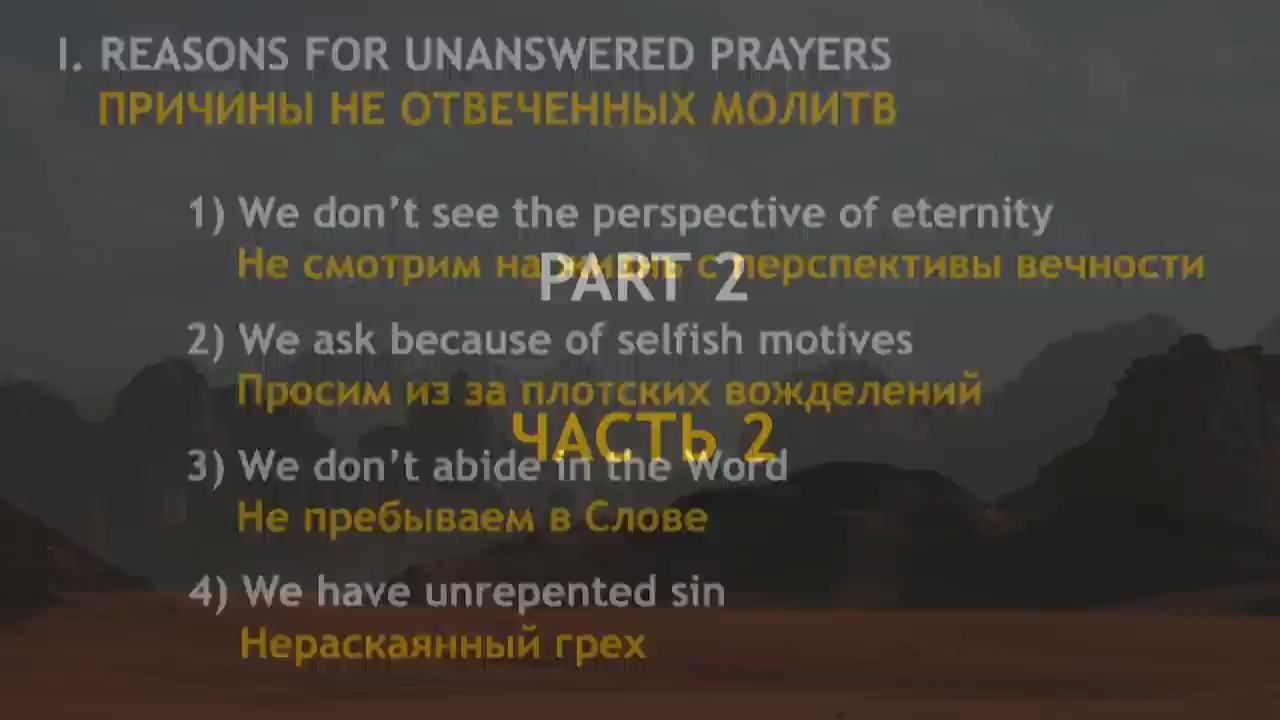 I. REASONS FOR UNANSWERED PRAYERS
ПРИЧИНЫ НЕ ОТВЕЧЕННЫХ МОЛИТВ
1) We don’t see the perspective of eternity
Не смотрим на жизнь с перспективы вечности
PART 2
2) We ask because of selfish motives
Просим из за плотских вожделений
ЧАСТЬ 2
3) We don’t abide in the Word
Не пребываем в Слове
4) We have unrepented sin
Нераскаянный грех